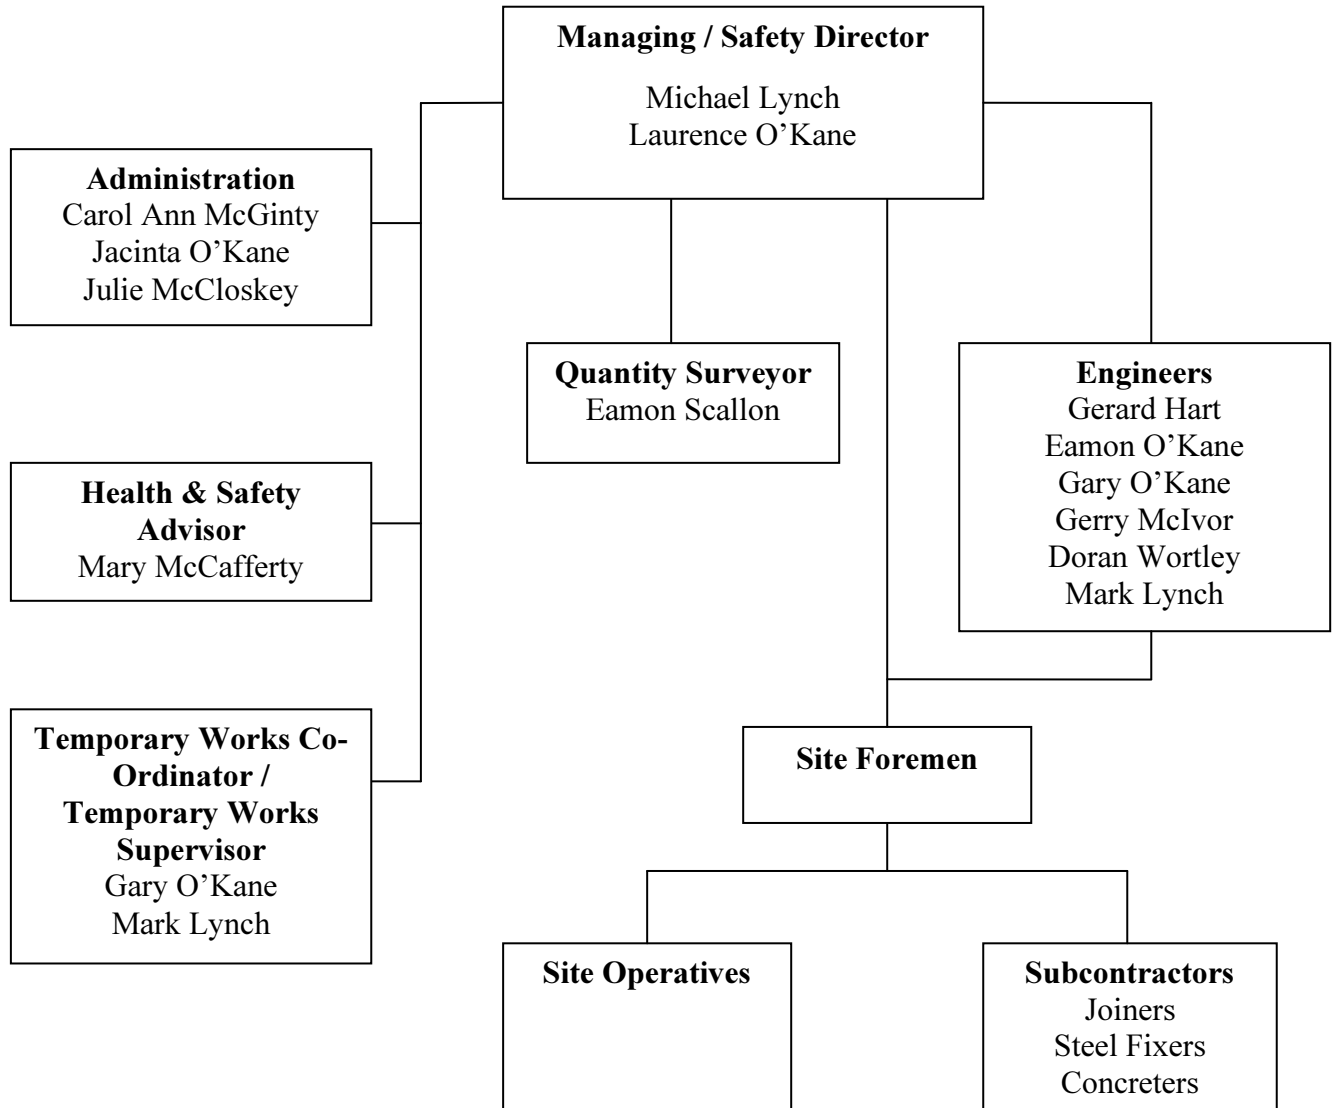 Managing / Safety Director
Michael Lynch
Laurence O’Kane
Administration
Carol Ann McGinty
Jacinta O’Kane
Julie McCloskey
Quantity Surveyor
Eamon Scallon
Engineers
Gerard Hart
Eamon O’Kane
Gary O’Kane
Gerry McIvor
Doran Wortley
Mark Lynch
Health & Safety
Advisor
Mary McCafferty
Temporary Works Co-
Ordinator /
Temporary Works
Supervisor
Gary O’Kane
Mark Lynch
Site Foremen
Site Operatives
Subcontractors
Joiners
Steel Fixers
Concreters